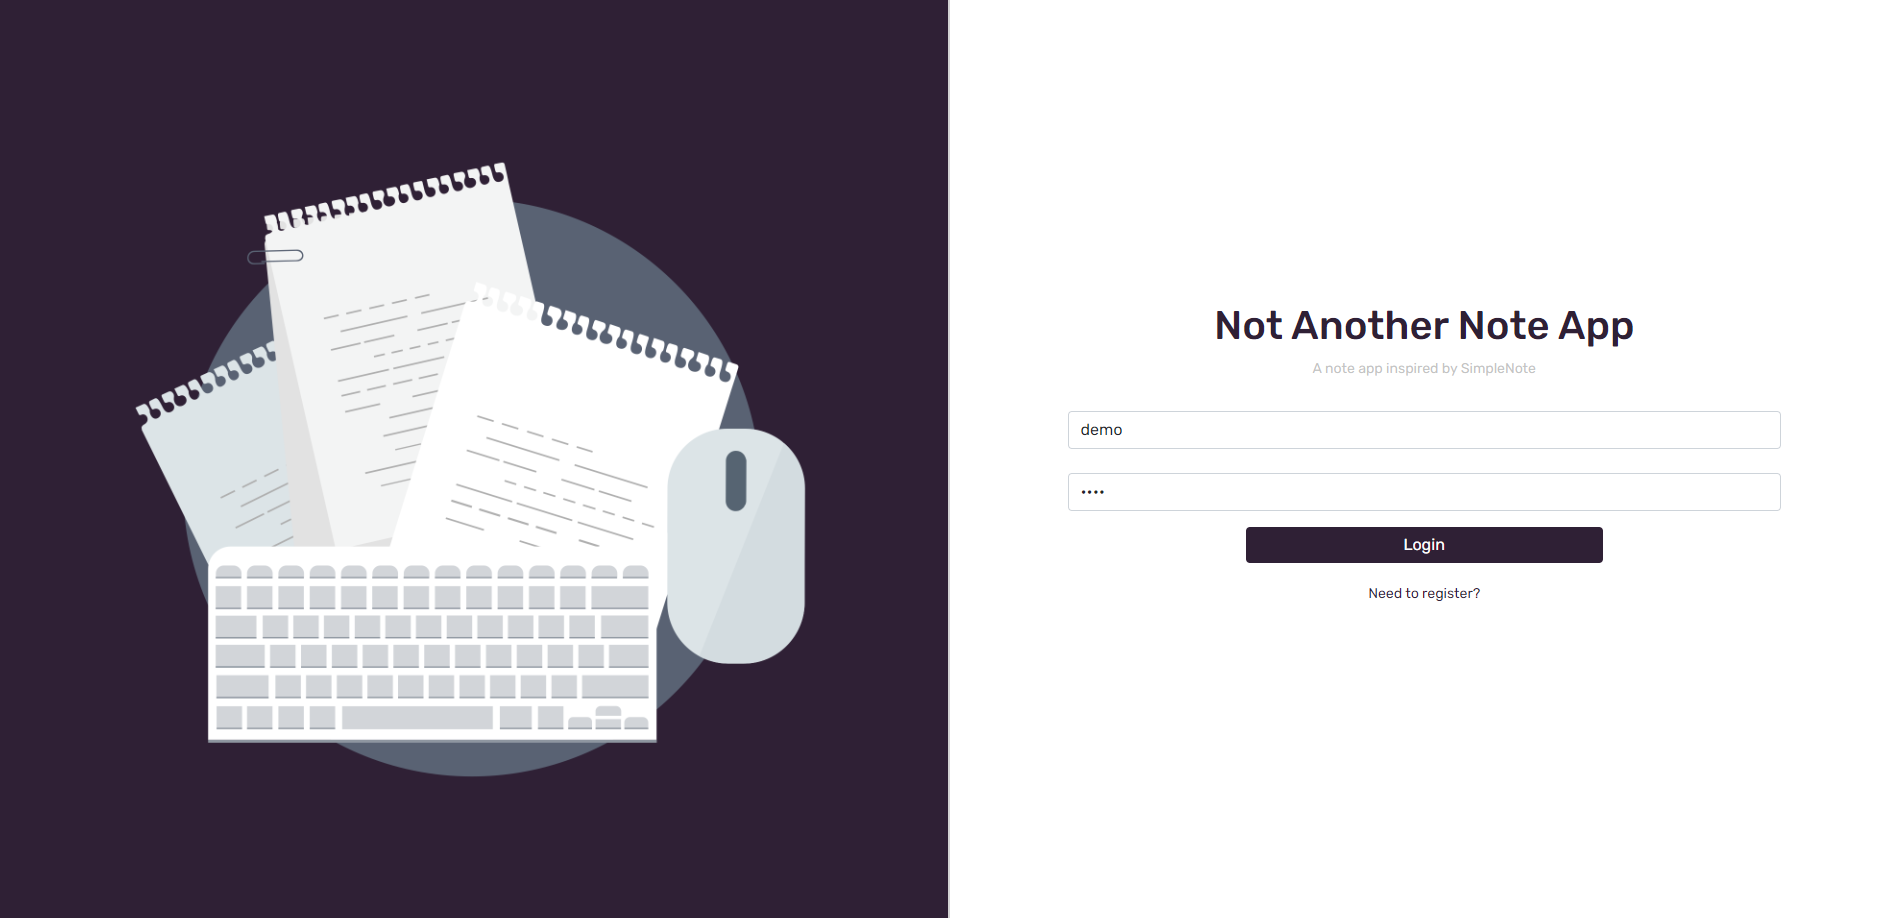 Not Another Note App
A note app inspired by SimpleNote
demo
••••
Login
Need to register?